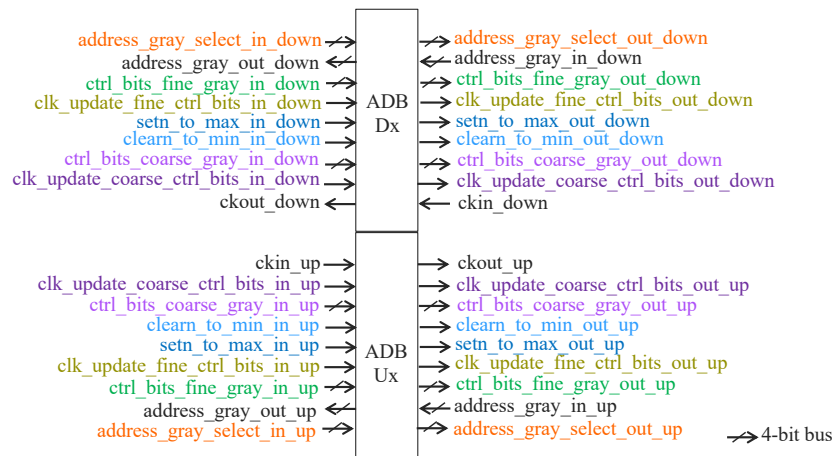 address_gray_select_in_down
address_gray_out_down
ctrl_bits_fine_gray_in_down
clk_update_fine_ctrl_bits_in_down
setn_to_max_in_down
clearn_to_min_in_down
ctrl_bits_coarse_gray_in_down
clk_update_coarse_ctrl_bits_in_down
ckout_down
ADB
Dx
address_gray_select_out_down
address_gray_in_down
ctrl_bits_fine_gray_out_down
clk_update_fine_ctrl_bits_out_down
setn_to_max_out_down
clearn_to_min_out_down
ctrl_bits_coarse_gray_out_down
clk_update_coarse_ctrl_bits_out_down
ckin_down
ckin_up
clk_update_coarse_ctrl_bits_in_up
ctrl_bits_coarse_gray_in_up
clearn_to_min_in_up
setn_to_max_in_up
clk_update_fine_ctrl_bits_in_up
ctrl_bits_fine_gray_in_up
address_gray_out_up
address_gray_select_in_up
ADB
Ux
ckout_up
clk_update_coarse_ctrl_bits_out_up
ctrl_bits_coarse_gray_out_up
clearn_to_min_out_up
setn_to_max_out_up
clk_update_fine_ctrl_bits_out_up
ctrl_bits_fine_gray_out_up
address_gray_in_up
address_gray_select_out_up
4-bit bus